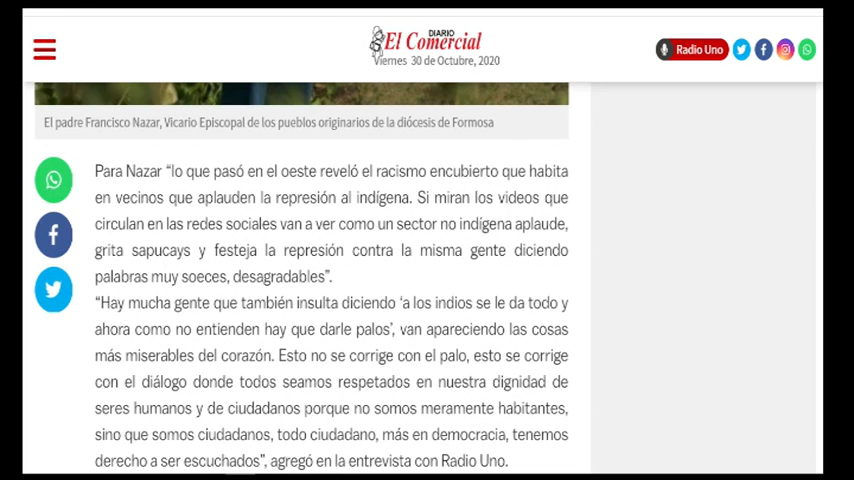 DIARIO
El Comercial
Viernes 30 de Octubre, 2020
Radio Uno
El padre Francisco Nazar, Vicario Episcopal de los pueblos originarios de la diócesis de Formosa
Para Nazar “lo que pasó en el oeste reveló el racismo encubierto que habita
en vecinos que aplauden la represión al indígena. Si miran los videos que
circulan en las redes sociales van a ver como un sector no indígena aplaude,
grita sapucays y festeja la represión contra la misma gente diciendo
palabras muy soeces, desagradables”.
“Hay mucha gente que también insulta diciendo ‘a los indios se le da todo y
ahora como no entienden hay que darle palos’, van apareciendo las cosas
más miserables del corazón. Esto no se corrige con el palo, esto se corrige
con el diálogo donde todos seamos respetados en nuestra dignidad de
seres humanos y de ciudadanos porque no somos meramente habitantes,
sino que somos ciudadanos, todo ciudadano, más en democracia, tenemos
derecho a ser escuchados”, agregó en la entrevista con Radio Uno.